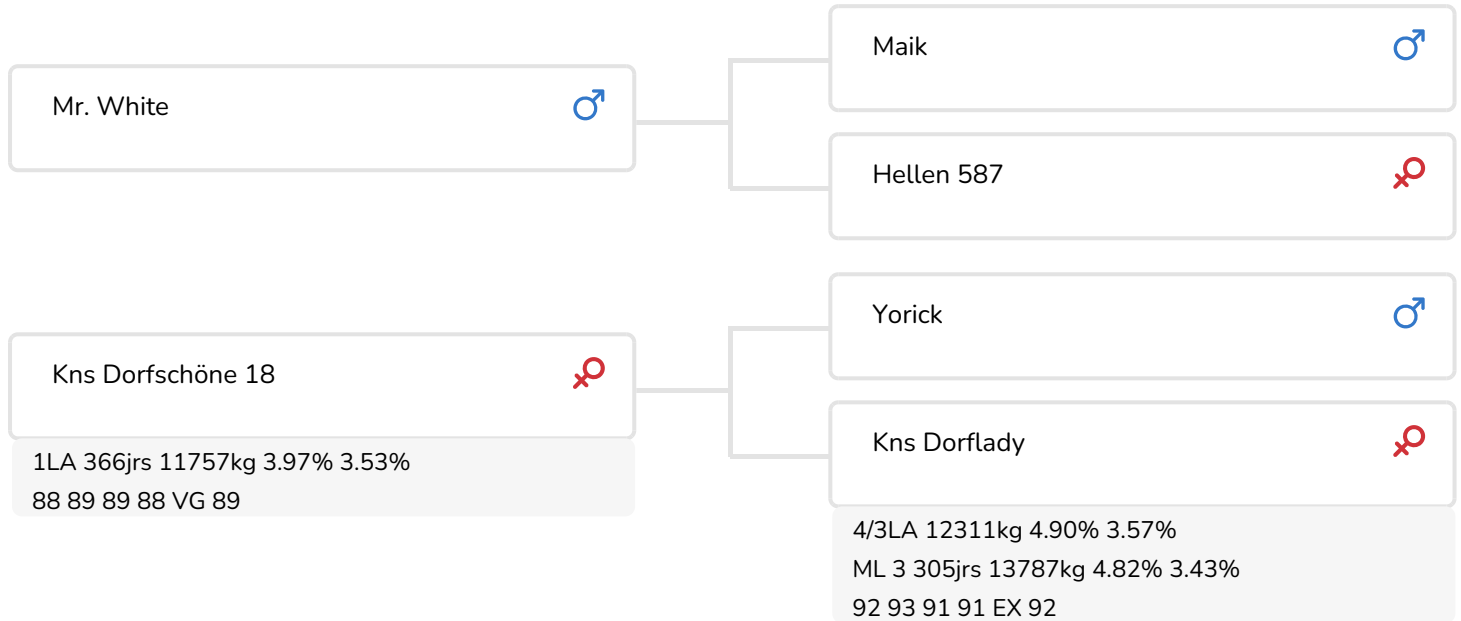 Mr. White
Maik
Hellen 587
Kns Dorfschöne 18
1LA 366jrs 11757kg 3.97% 3.53%
88 89 89 88 VG 89
Yorick
Kns Dorflady
4/3LA 12311kg 4.90% 3.57%
ML 3 305jrs 13787kg 4.82% 3.43%
92 93 91 91 EX 92